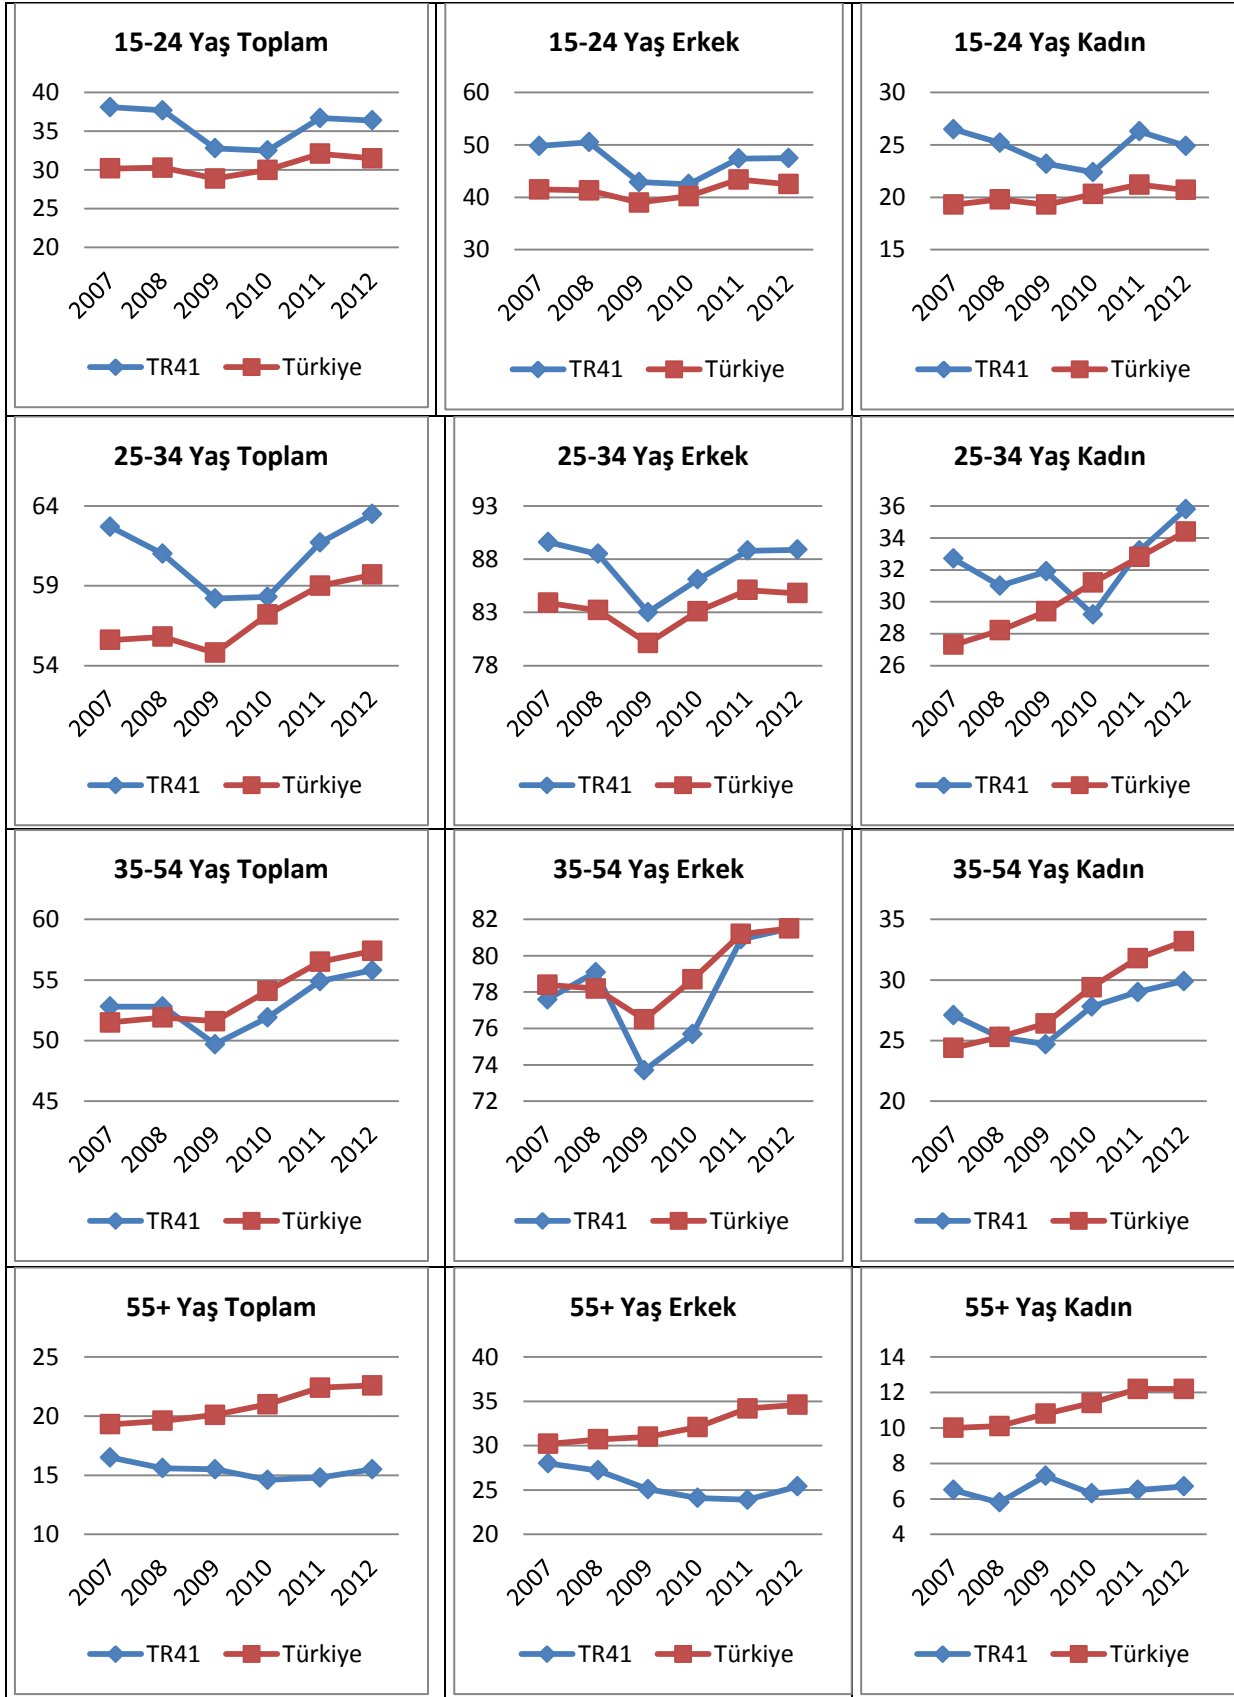 15-24 Yaş Toplam
40
35
30
25
20
2007 2008 2009 2010 2011 2012
TR41 Türkiye
15-24 Yaş Erkek
60
50
40
30
2007 2008 2009 2010 2011 2012
TR41 Türkiye
15-24 Yaş Kadın
30
25
20
15
2007 2008 2009 2010 2011 2012
TR41 Türkiye
25-34 Yaş Toplam
64
59
54
2007 2008 2009 2010 2011 2012
TR41 Türkiye
25-34 Yaş Erkek
93
88
83
78
2007 2008 2009 2010 2011 2012
TR41 Türkiye
25-34 Yaş Kadın
36
34
32
30
28
26
2007 2008 2009 2010 2011 2012
TR41 Türkiye
35-54 Yaş Toplam
60
55
50
45
2007 2008 2009 2010 2011 2012
TR41 Türkiye
35-54 Yaş Erkek
82
80
78
76
74
72
2007 2008 2009 2010 2011 2012
TR41 Türkiye
35-54 Yaş Kadın
35
30
25
20
2007 2008 2009 2010 2011 2012
TR41 Türkiye
55+ Yaş Toplam
25
20
15
10
2007 2008 2009 2010 2011 2012
TR41 Türkiye
55+ Yaş Erkek
40
35
30
25
20
2007 2008 2009 2010 2011 2012
TR41 Türkiye
55+ Yaş Kadın
14
12
10
8
6
4
2007 2008 2009 2010 2011 2012
TR41 Türkiye